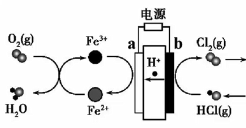 电源
O₂(g) Fe³⁺ a b Cl₂(g)
H⁺
H₂O Fe²⁺ HCl(g)